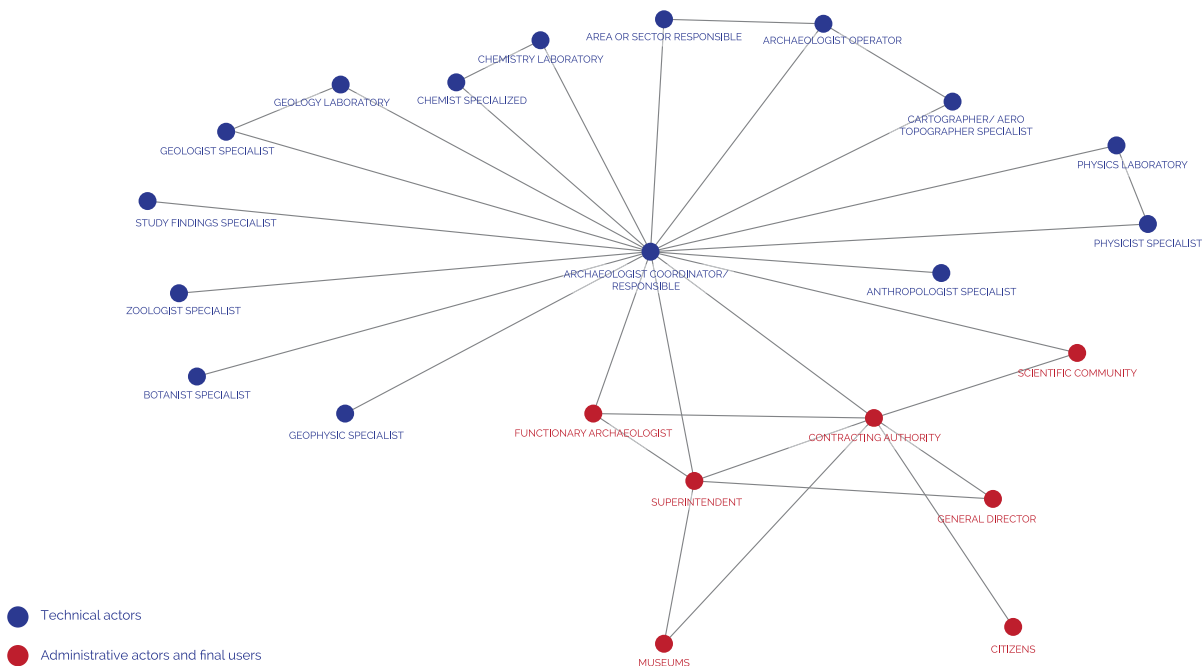 AREA OR SECTOR RESPONSIBLE
ARCHAEOLOGIST OPERATOR
CHEMISTRY LABORATORY
CHEMIST SPECIALIZED
GEOLOGY LABORATORY
CARTOGRAPHER/ AERO
TOPOGRAPHER SPECIALIST
GEOLOGIST SPECIALIST
PHYSICS LABORATORY
STUDY FINDINGS SPECIALIST
PHYSICIST SPECIALIST
ARCHAEOLOGIST COORDINATOR/
RESPONSIBLE
ANTHROPOLOGIST SPECIALIST
ZOOLOGIST SPECIALIST
SCIENTIFIC COMMUNITY
BOTANIST SPECIALIST
GEOPHYSIC SPECIALIST
FUNCTIONARY ARCHAEOLOGIST
CONTRACTING AUTHORITY
SUPERINTENDENT
GENERAL DIRECTOR
Technical actors
CITIZENS
Administrative actors and final users
MUSEUMS